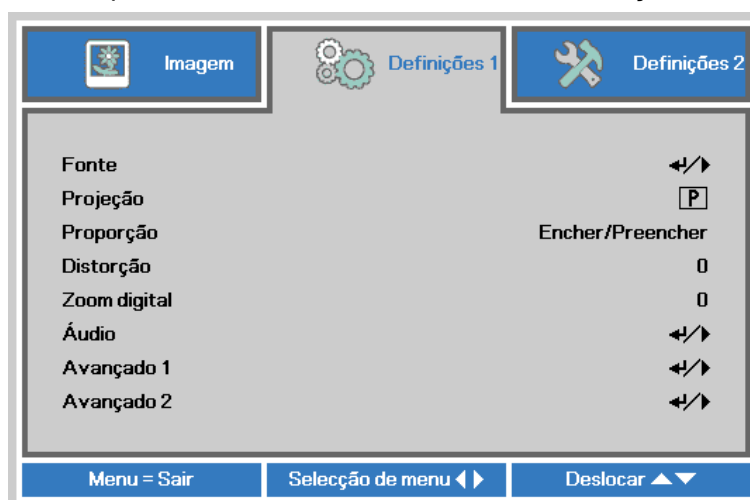 Imagem Definições 1 Definições 2
Fonte ↵/▶
Projeção P
Proporção Encher/Preencher
Distorção 0
Zoom digital 0
Áudio ↵/▶
Avançado 1 ↵/▶
Avançado 2 ↵/▶
Menu = Sair Selecção de menu ◀▶ Deslocar ▲▼